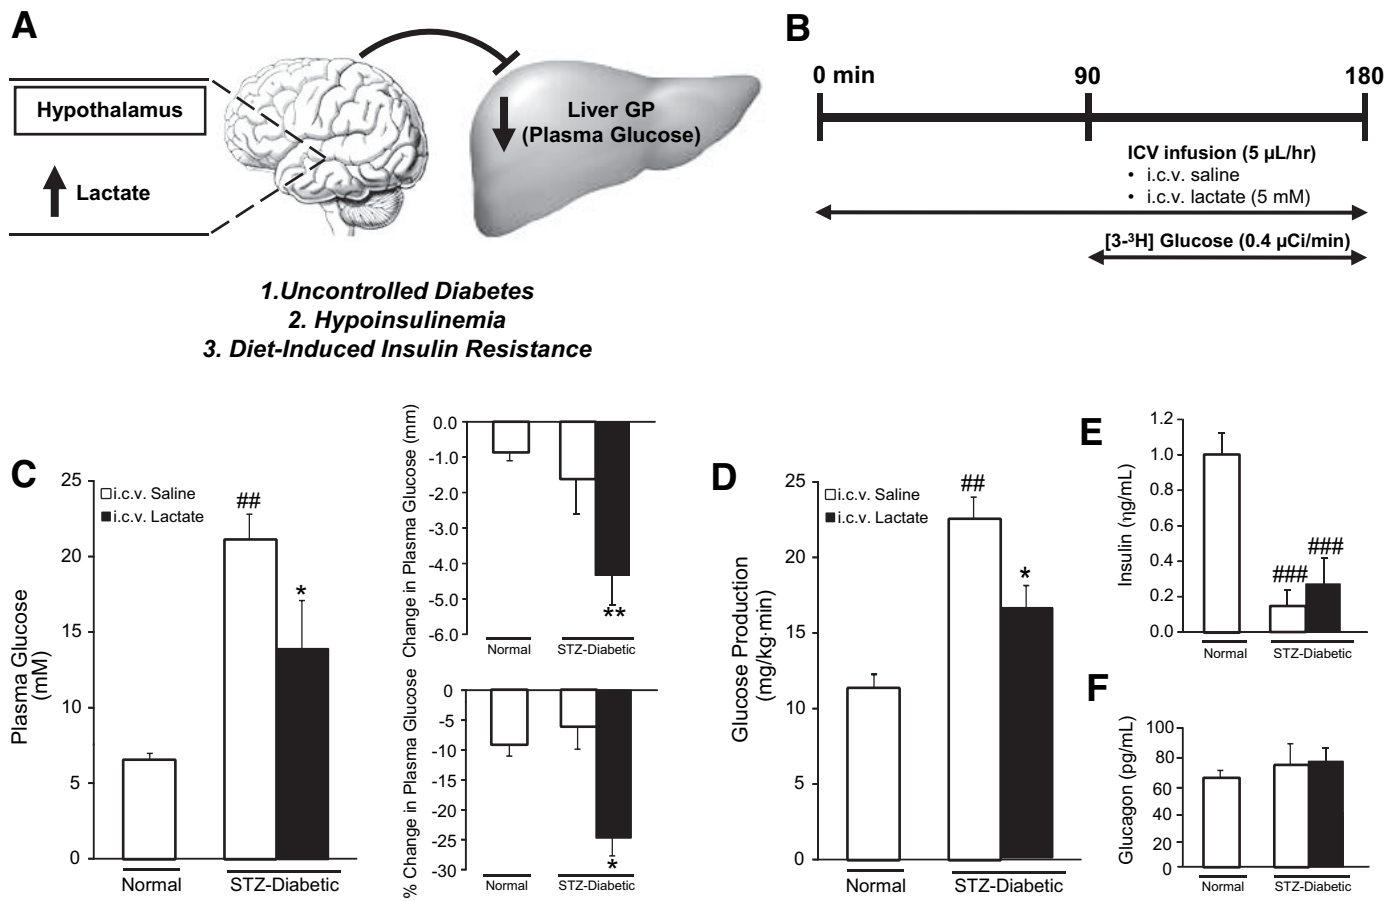 A
Hypothalamus
Lactate
Liver GP
(Plasma Glucose)
1.Uncontrolled Diabetes
2. Hypoinsulinemia
3. Diet-Induced Insulin Resistance
B
0 min
90
180
ICV infusion (5 µL/hr)
• i.c.v. saline
• i.c.v. lactate (5 mM)
[3-³H] Glucose (0.4 µCi/min)
C
Plasma Glucose
(mM)
25
20
15
10
5
0
i.c.v. Saline
i.c.v. Lactate
##
*
Normal
STZ-Diabetic
Change in Plasma Glucose (mm)
0.0
-1.0
-2.0
-3.0
-4.0
-5.0
-6.0
**
Normal
STZ-Diabetic
% Change in Plasma Glucose
0
-5
-10
-15
-20
-25
-30
*
Normal
STZ-Diabetic
D
Glucose Production
(mg/kg·min)
25
20
15
10
5
0
i.c.v. Saline
i.c.v. Lactate
##
*
Normal
STZ-Diabetic
E
Insulin (ηg/mL)
1.2
1.0
0.8
0.6
0.4
0.2
0.0
###
###
Normal
STZ-Diabetic
F
Glucagon (pg/mL)
100
80
60
40
20
0
Normal
STZ-Diabetic